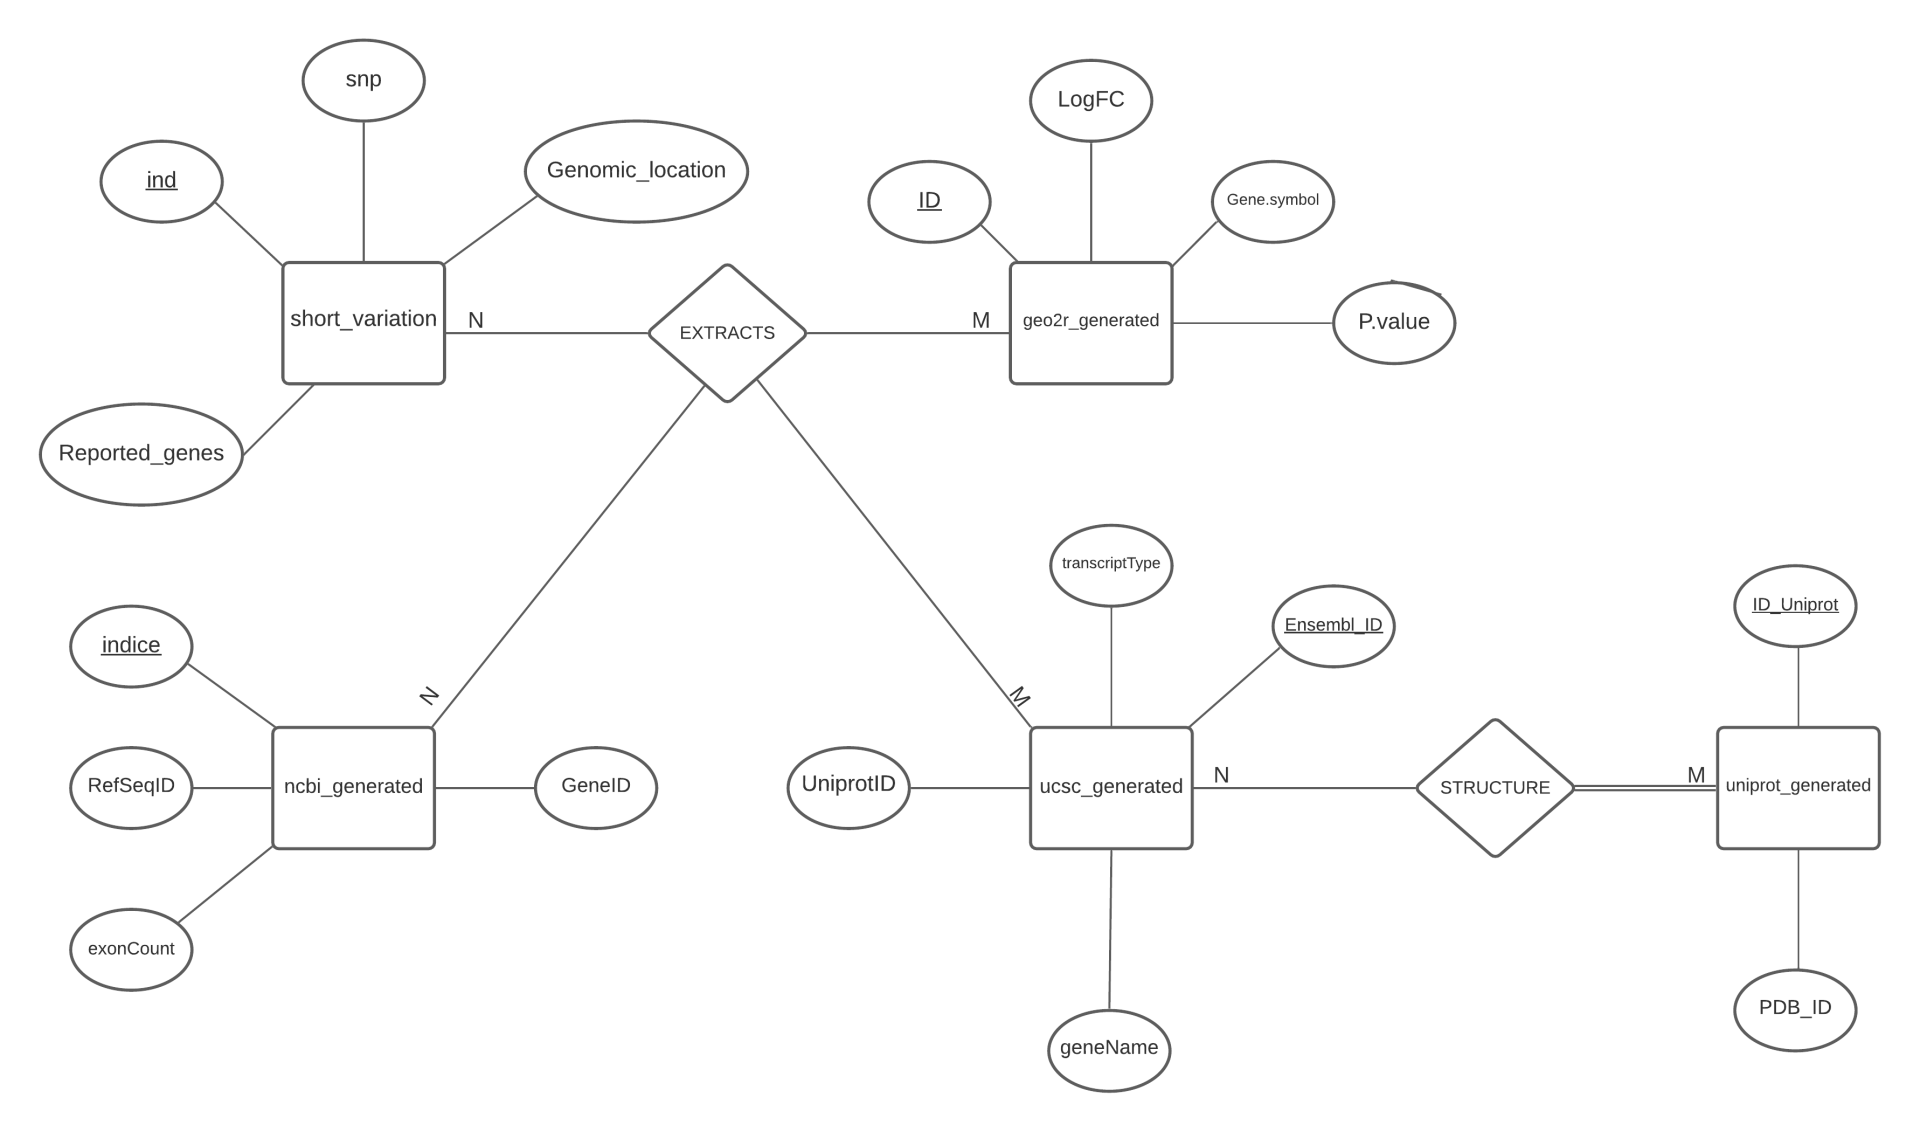 snp
LogFC
Genomic_location
ind
ID
Gene.symbol
short_variation
N
EXTRACTS
M
geo2r_generated
P.value
Reported_genes
transcriptType
ID_Uniprot
Ensembl_ID
indice
N
M
RefSeqID
ncbi_generated
GeneID
UniprotID
ucsc_generated
N
STRUCTURE
M
uniprot_generated
exonCount
PDB_ID
geneName